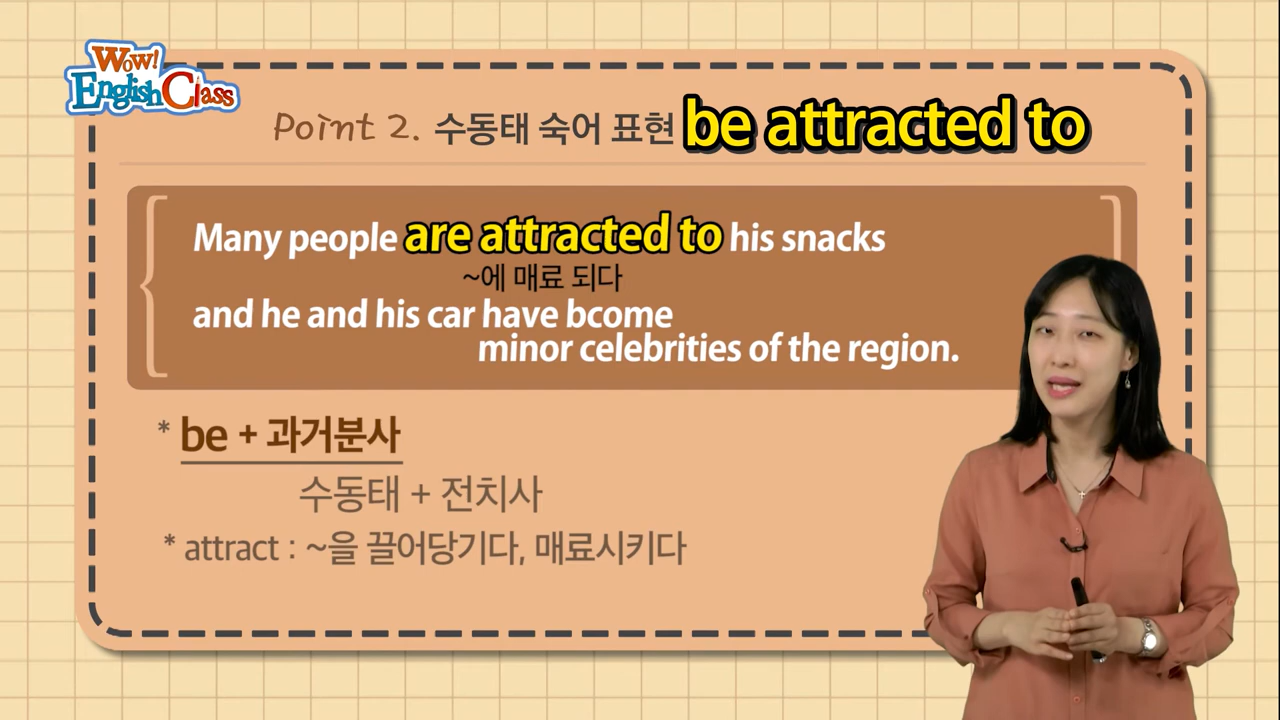 Wow!
English Class
Point 2. 수동태 숙어 표현 be attracted to
Many people are attracted to his snacks
~에 매료 되다
and he and his car have bcome
minor celebrities of the region.
* be + 과거분사
수동태 + 전치사
* attract : ~을 끌어당기다, 매료시키다